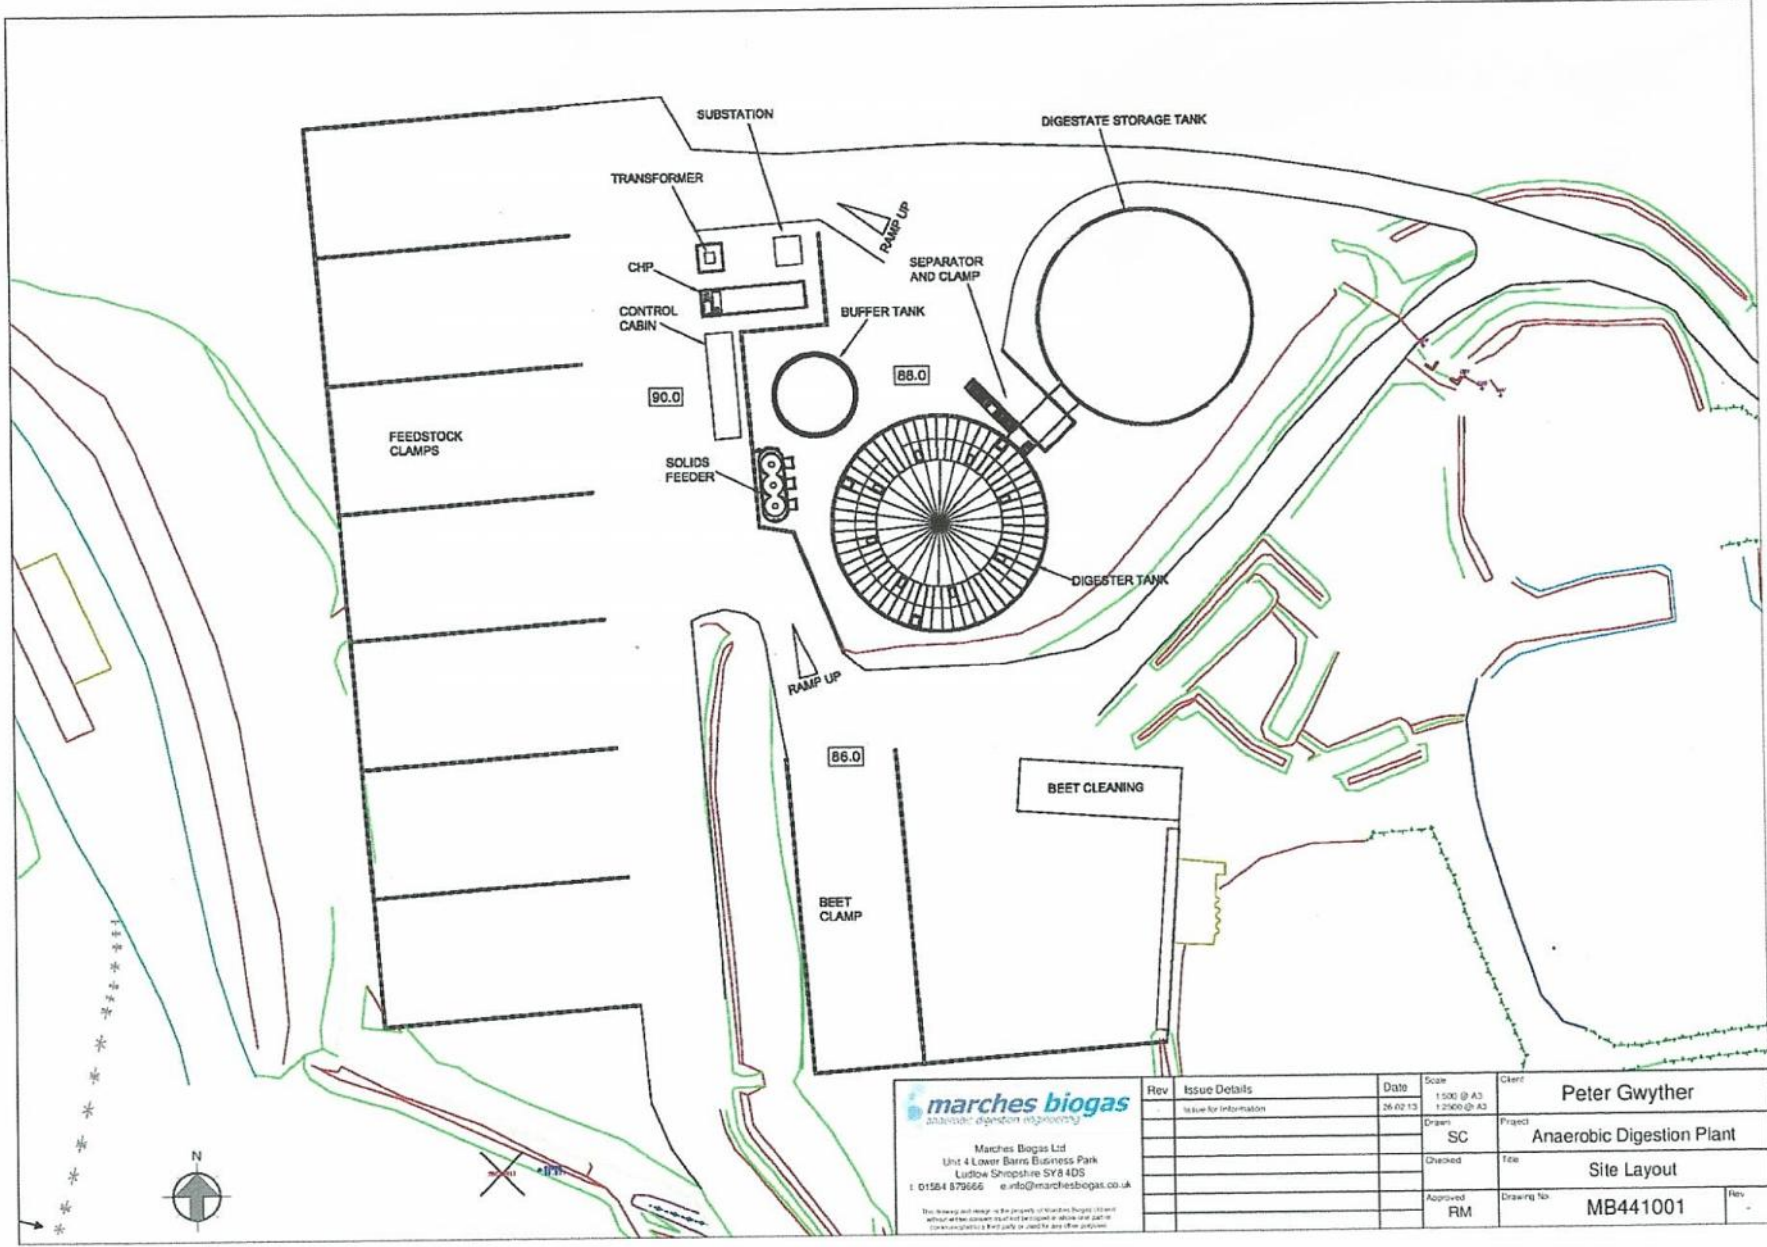 SUBSTATION
DIGESTATE STORAGE TANK
TRANSFORMER
RAMP UP
CHP
SEPARATOR
AND CLAMP
CONTROL
CABIN
BUFFER TANK
88.0
90.0
FEEDSTOCK
CLAMPS
SOLIDS
FEEDER
DIGESTER TANK
RAMP UP
86.0
BEET CLEANING
BEET
CLAMP
N
marches biogas
anaerobic digestion engineering
Marches Biogas Ltd
Unit 4 Lower Barns Business Park
Ludlow Shropshire SY8 4DS
t: 01584 879666 e.info@marchesbiogas.co.uk
Rev Issue Details Date
- Issue for Information 26.02.13
Scale
1:500 @ A3
1:2500 @ A3
Client
Peter Gwyther
Drawn
SC
Project
Anaerobic Digestion Plant
Checked
Title
Site Layout
Approved
RM
Drawing No.
MB441001
Rev
-